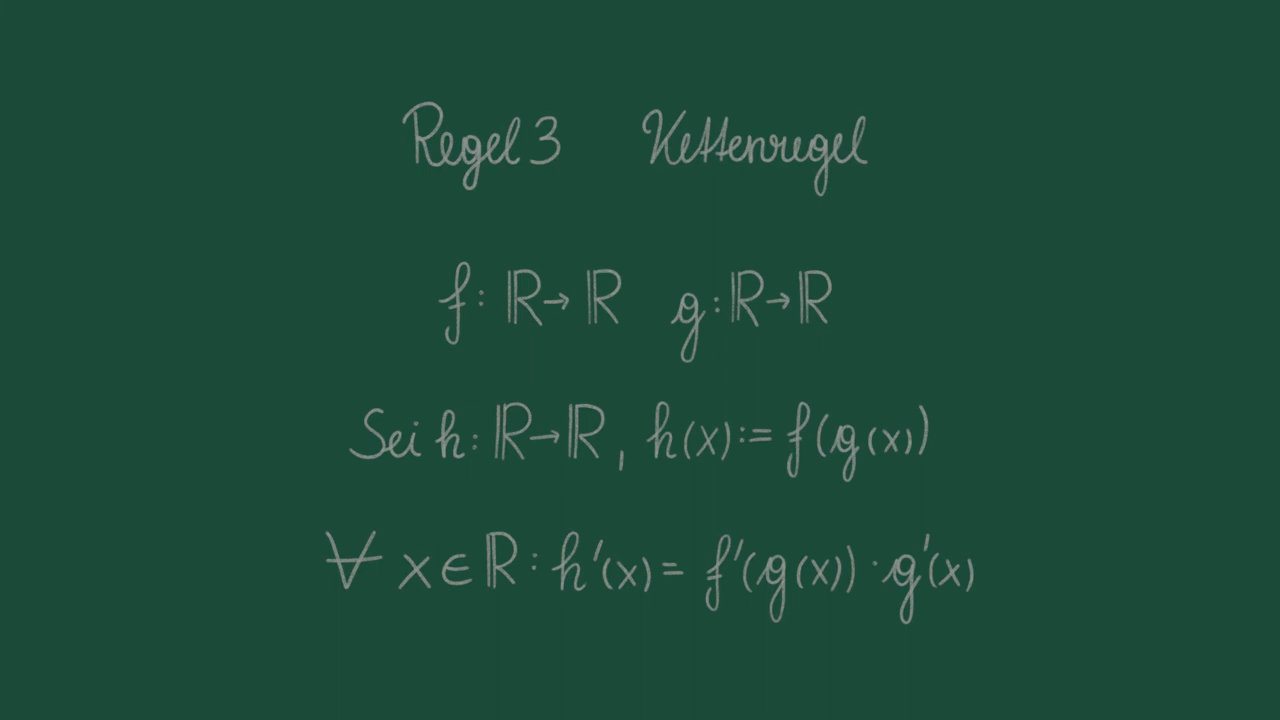 Regel 3 Kettenregel
f: ℝ→ℝ g: ℝ→ℝ
Sei h: ℝ→ℝ, h(x):= f(g(x))
∀ x∈ℝ: h'(x)= f'(g(x))·g'(x)